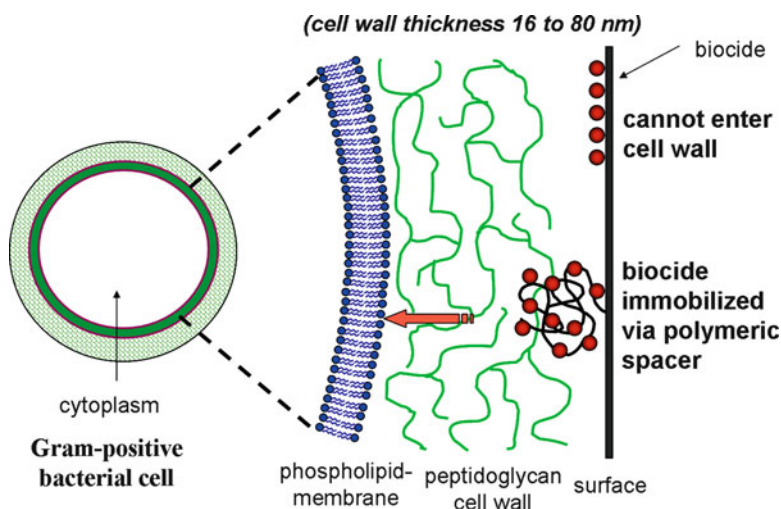 (cell wall thickness 16 to 80 nm)
biocide
cannot enter
cell wall
biocide
immobilized
via polymeric
spacer
cytoplasm
Gram-positive
bacterial cell
phospholipid-
membrane
peptidoglycan
cell wall
surface